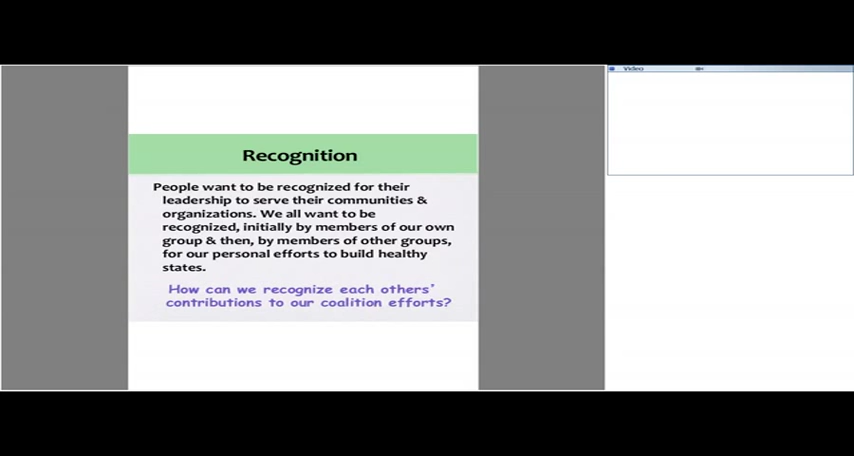 Recognition
People want to be recognized for their
leadership to serve their communities &
organizations. We all want to be
recognized, initially by members of our own
group & then, by members of other groups,
for our personal efforts to build healthy
states.
How can we recognize each others'
contributions to our coalition efforts?
Video